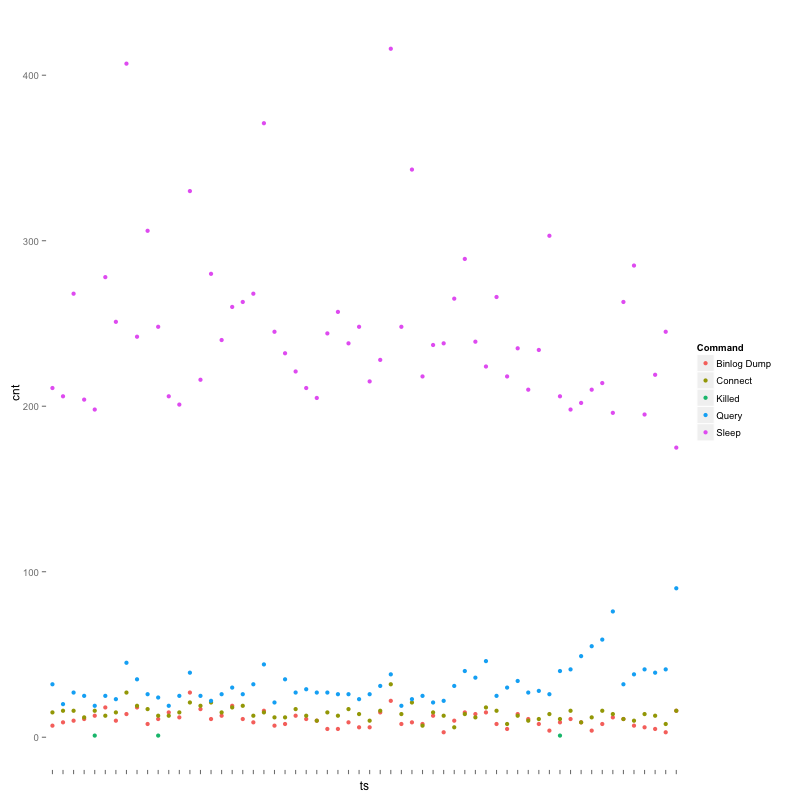 400
300
200
100
0
cnt
ts
Command
Binlog Dump
Connect
Killed
Query
Sleep